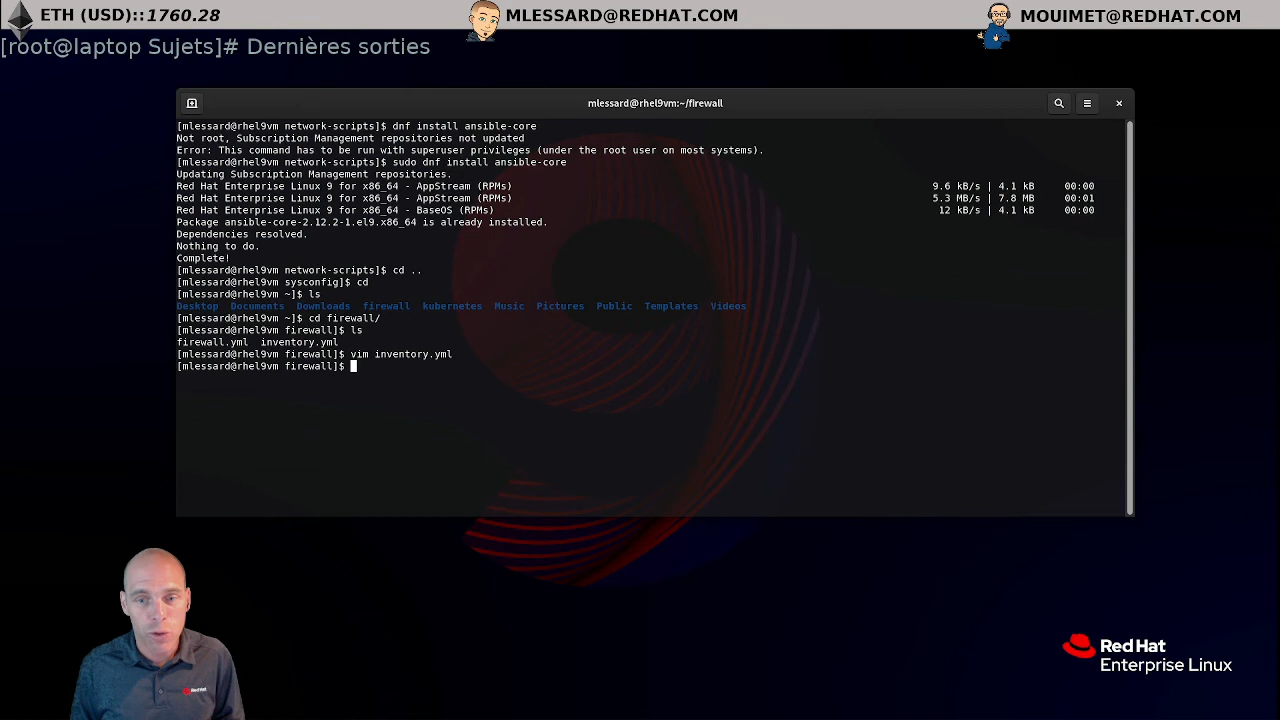 ETH (USD)::1760.28
MLESSARD@REDHAT.COM
MOUIMET@REDHAT.COM
[root@laptop Sujets]# Dernières sorties
mlessard@rhel9vm:~/firewall
[mlessard@rhel9vm network-scripts]$ dnf install ansible-core
Not root, Subscription Management repositories not updated
Error: This command has to be run with superuser privileges (under the root user on most systems).
[mlessard@rhel9vm network-scripts]$ sudo dnf install ansible-core
Updating Subscription Management repositories.
Red Hat Enterprise Linux 9 for x86_64 - AppStream (RPMs) 9.6 kB/s | 4.1 kB 00:00
Red Hat Enterprise Linux 9 for x86_64 - AppStream (RPMs) 5.3 MB/s | 7.8 MB 00:01
Red Hat Enterprise Linux 9 for x86_64 - BaseOS (RPMs) 12 kB/s | 4.1 kB 00:00
Package ansible-core-2.12.2-1.el9.x86_64 is already installed.
Dependencies resolved.
Nothing to do.
Complete!
[mlessard@rhel9vm network-scripts]$ cd ..
[mlessard@rhel9vm sysconfig]$ cd
[mlessard@rhel9vm ~]$ ls
Desktop Documents Downloads firewall kubernetes Music Pictures Public Templates Videos
[mlessard@rhel9vm ~]$ cd firewall/
[mlessard@rhel9vm firewall]$ ls
firewall.yml inventory.yml
[mlessard@rhel9vm firewall]$ vim inventory.yml
[mlessard@rhel9vm firewall]$
Red Hat
Enterprise Linux
Red Hat